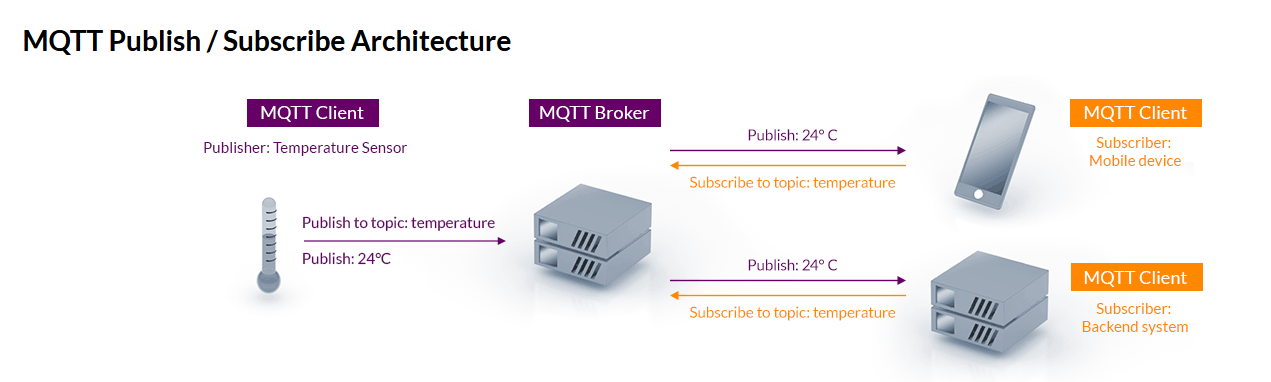 MQTT Publish / Subscribe Architecture
MQTT Client
Publisher: Temperature Sensor
Publish to topic: temperature
Publish: 24°C
MQTT Broker
Publish: 24° C
Subscribe to topic: temperature
MQTT Client
Subscriber:
Mobile device
Publish: 24° C
Subscribe to topic: temperature
MQTT Client
Subscriber:
Backend system